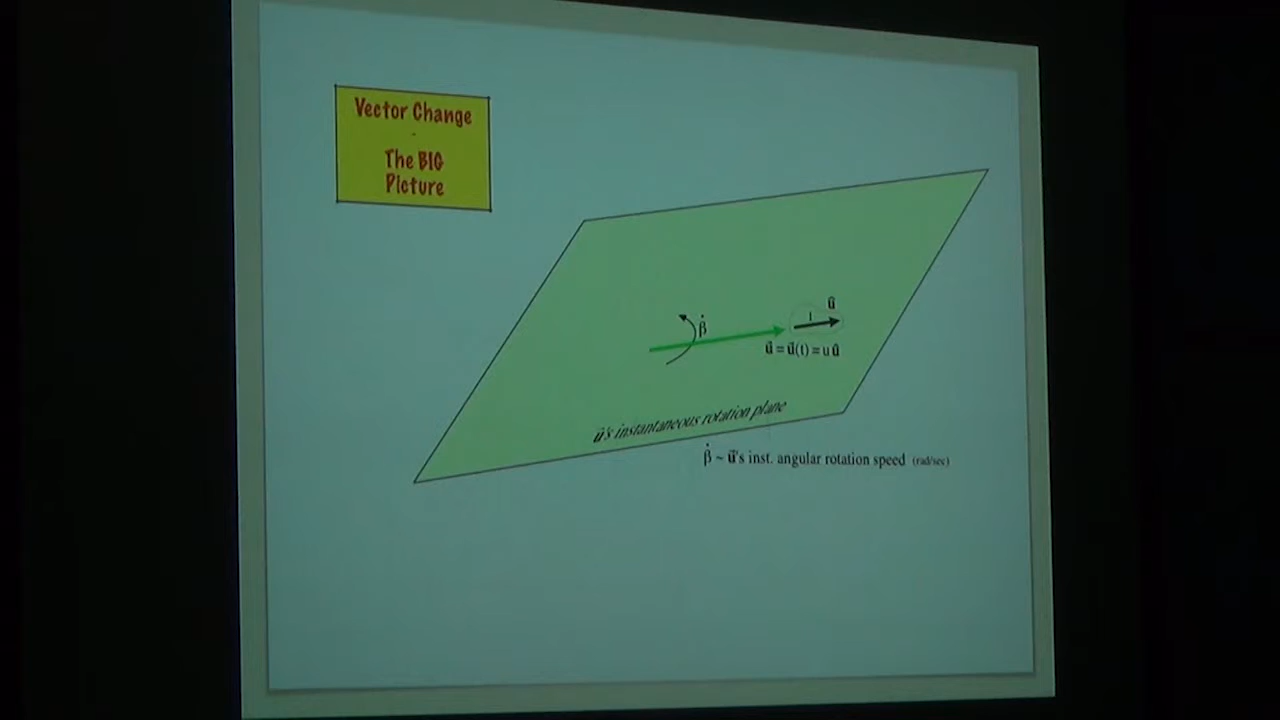 Vector Change
-
The BIG
Picture
û
1
β̇
u⃗ = u⃗(t) = u û
u⃗'s instantaneous rotation plane
β̇ ~ u⃗'s inst. angular rotation speed (rad/sec)